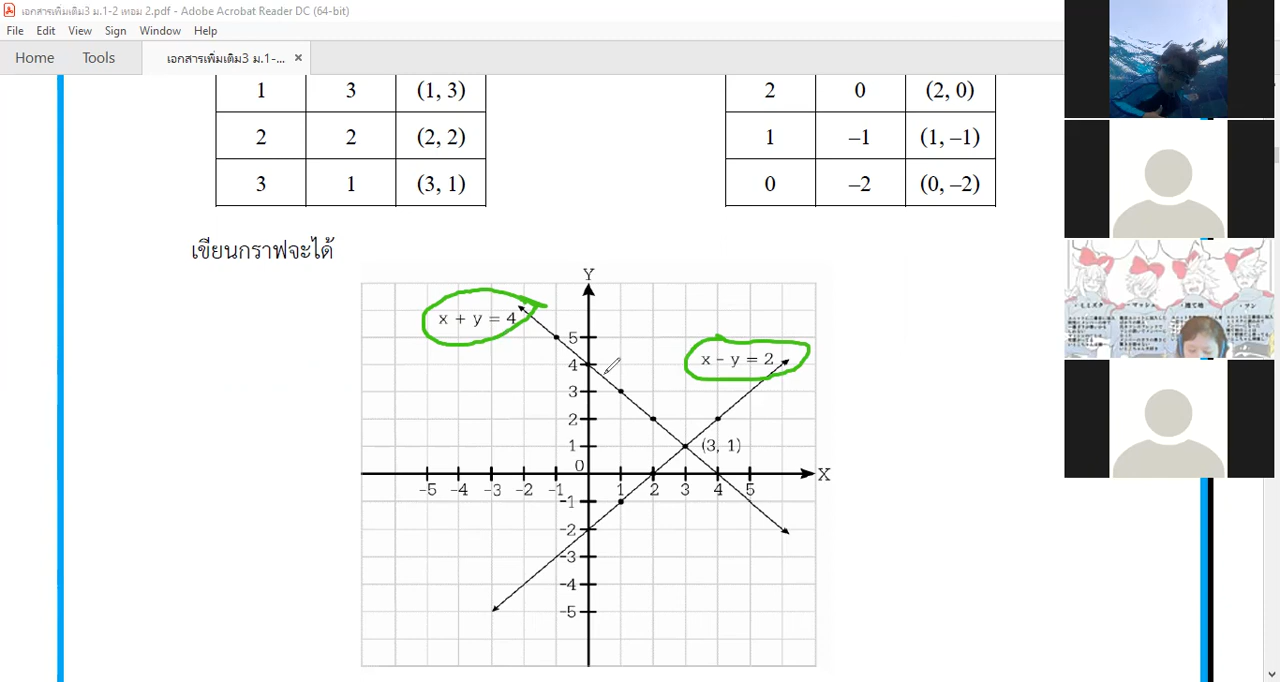 เอกสารเพิ่มเติม3 ม.1-2 เทอม 2.pdf - Adobe Acrobat Reader DC (64-bit)
File Edit View Sign Window Help
Home Tools เอกสารเพิ่มเติม3 ม.1-2... ×
1 3 (1, 3)
2 2 (2, 2)
3 1 (3, 1)
2 0 (2, 0)
1 –1 (1, –1)
0 –2 (0, –2)
เขียนกราฟจะได้
Y
x + y = 4
5
x - y = 2
4
3
2
1
(3, 1)
0
X
-5 -4 -3 -2 -1 1 2 3 4 5
-1
-2
-3
-4
-5